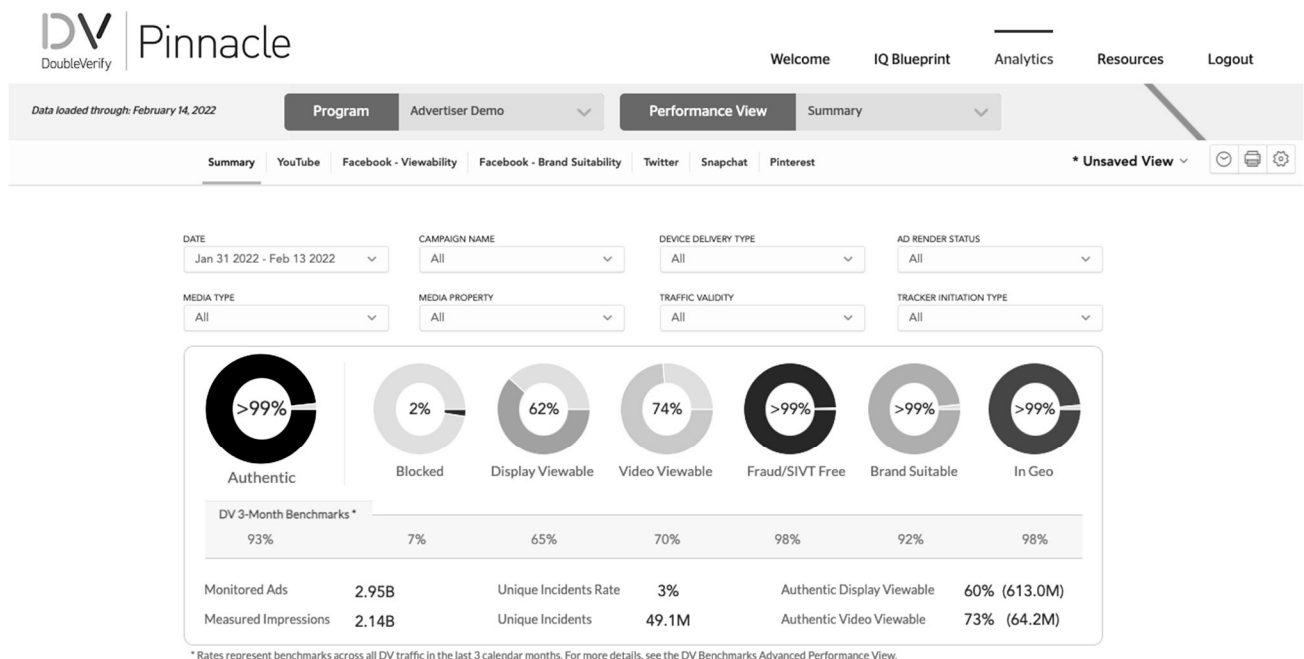 DV Pinnacle
DoubleVerify
Welcome IQ Blueprint Analytics Resources Logout
Data loaded through: February 14, 2022 Program Advertiser Demo Performance View Summary
Summary YouTube Facebook - Viewability Facebook - Brand Suitability Twitter Snapchat Pinterest * Unsaved View
DATE CAMPAIGN NAME DEVICE DELIVERY TYPE AD RENDER STATUS
Jan 31 2022 - Feb 13 2022 All All All
MEDIA TYPE MEDIA PROPERTY TRAFFIC VALIDITY TRACKER INITIATION TYPE
All All All All
>99% 2% 62% 74% >99% >99% >99%
Authentic Blocked Display Viewable Video Viewable Fraud/SIVT Free Brand Suitable In Geo
DV 3-Month Benchmarks *
93% 7% 65% 70% 98% 92% 98%
Monitored Ads 2.95B Unique Incidents Rate 3% Authentic Display Viewable 60% (613.0M)
Measured Impressions 2.14B Unique Incidents 49.1M Authentic Video Viewable 73% (64.2M)
* Rates represent benchmarks across all DV traffic in the last 3 calendar months. For more details, see the DV Benchmarks Advanced Performance View.